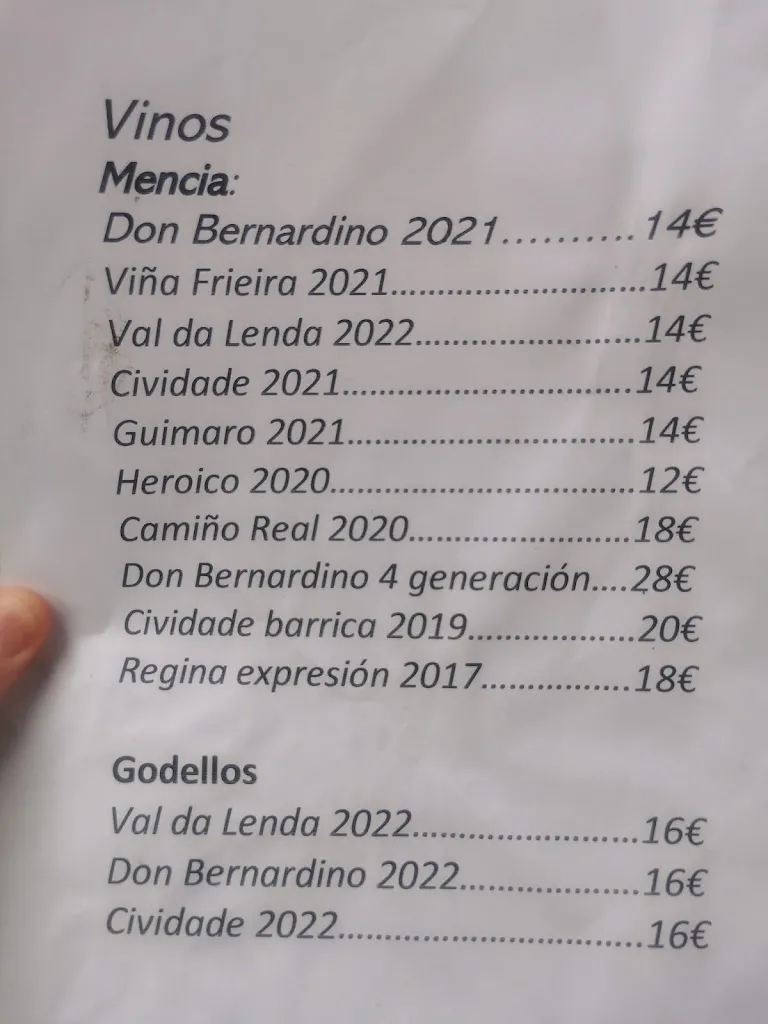 Vinos
Mencia:
Don Bernardino 2021..........14€
Viña Frieira 2021...........................14€
Val da Lenda 2022........................14€
Cividade 2021...............................14€
Guimaro 2021...............................14€
Heroico 2020................................12€
Camiño Real 2020.......................18€
Don Bernardino 4 generación....28€
Cividade barrica 2019..................20€
Regina expresión 2017................18€
Godellos
Val da Lenda 2022........................16€
Don Bernardino 2022...................16€
Cividade 2022................................16€